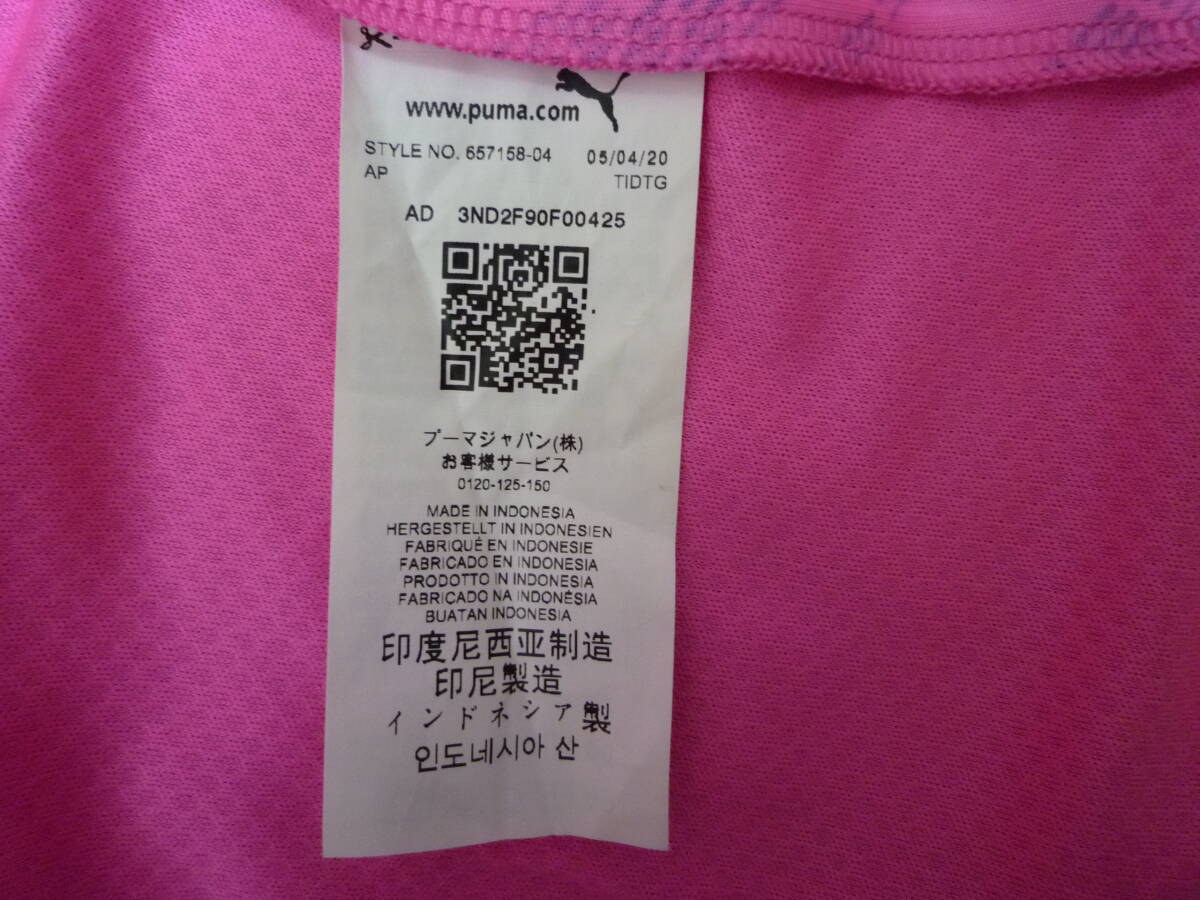 www.puma.com
STYLE NO. 657158-04 05/04/20
AP TIDTG
AD 3ND2F90F00425
プーマジャパン(株)
お客様サービス
0120-125-150
MADE IN INDONESIA
HERGESTELLT IN INDONESIEN
FABRIQUÉ EN INDONESIE
FABRICADO EN INDONESIA
PRODOTTO IN INDONESIA
FABRICADO NA INDONÉSIA
BUATAN INDONESIA
印度尼西亚制造
印尼製造
インドネシア製
인도네시아 산